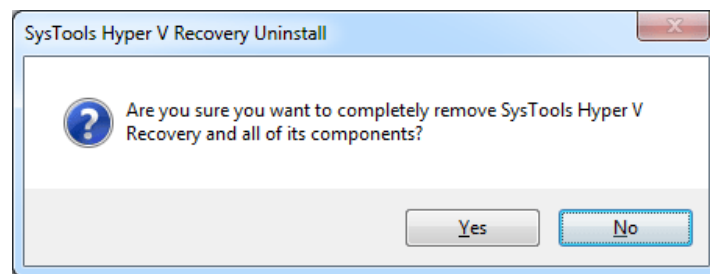 SysTools Hyper V Recovery Uninstall
Are you sure you want to completely remove SysTools Hyper V
Recovery and all of its components?
Yes
No